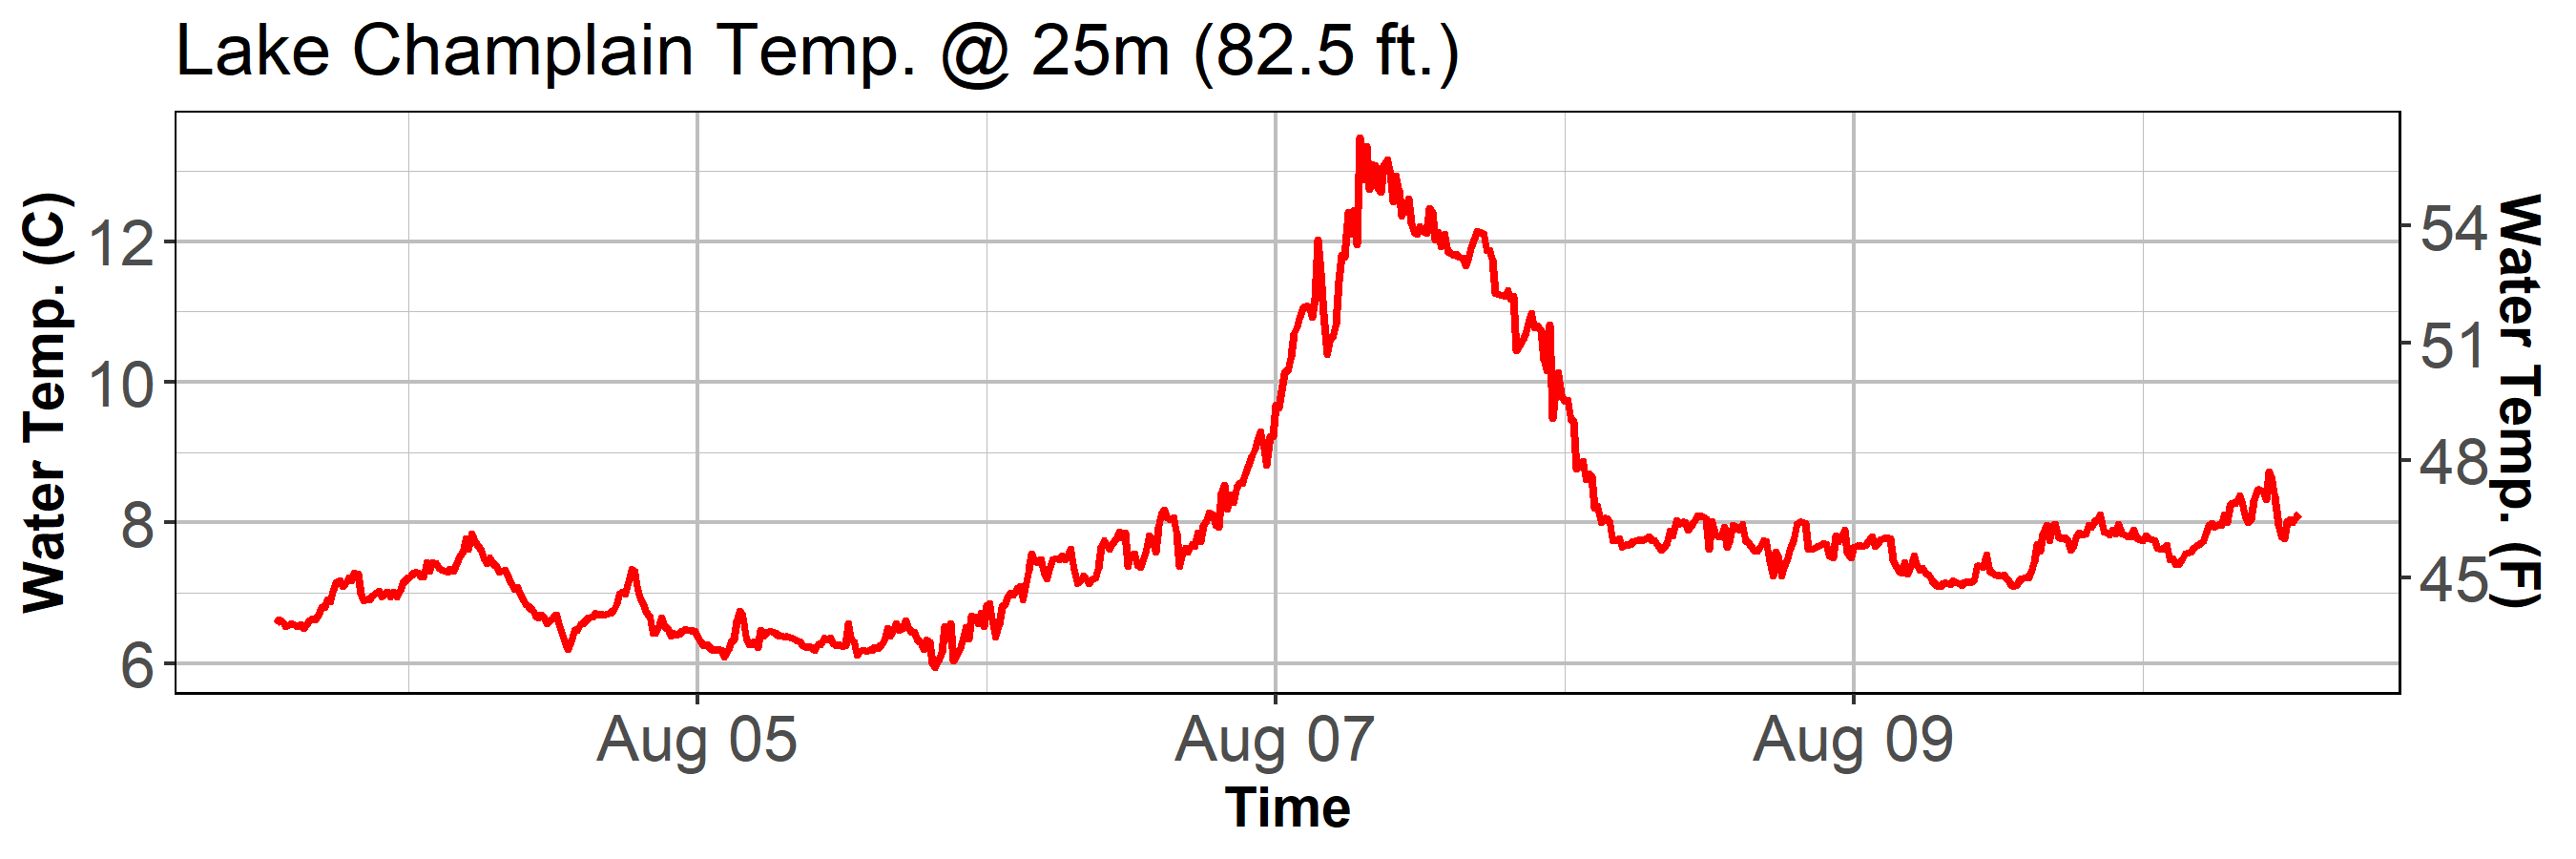 Lake Champlain Temp. @ 25m (82.5 ft.)
Water Temp. (C)
12
10
8
6
54
51
48
45
Water Temp. (F)
Aug 05
Aug 07
Aug 09
Time